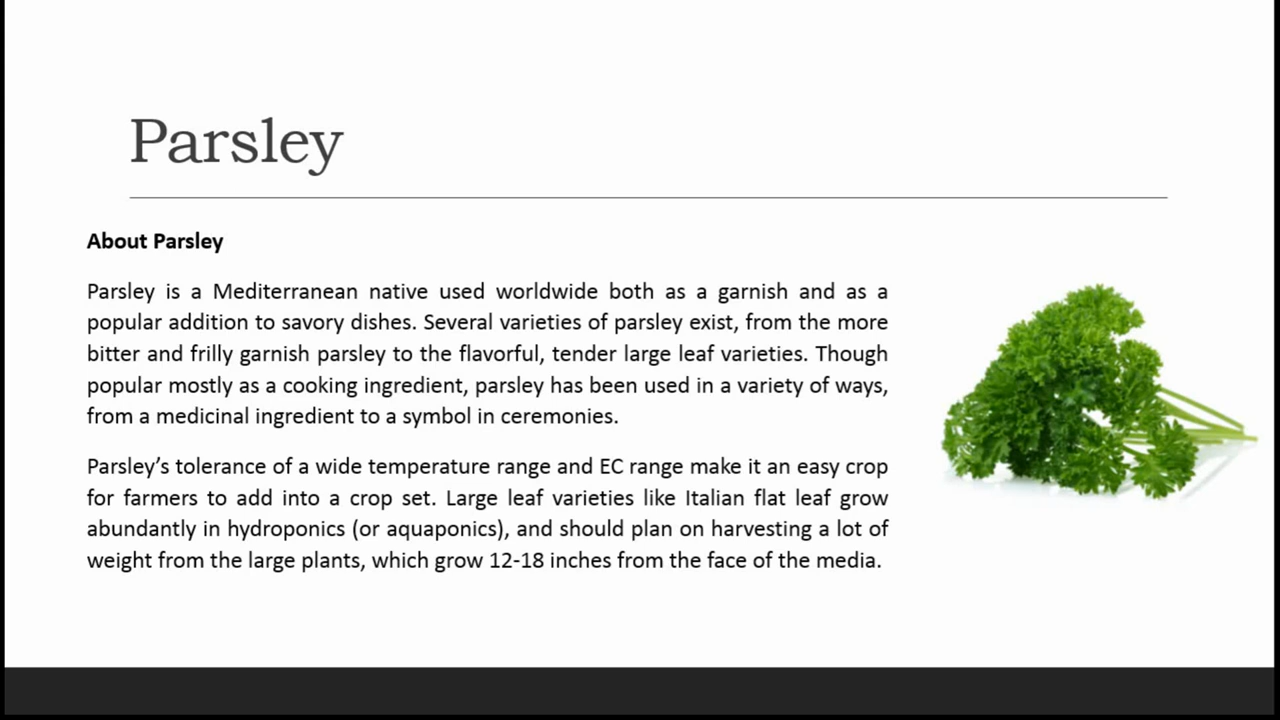 Parsley
About Parsley
Parsley is a Mediterranean native used worldwide both as a garnish and as a
popular addition to savory dishes. Several varieties of parsley exist, from the more
bitter and frilly garnish parsley to the flavorful, tender large leaf varieties. Though
popular mostly as a cooking ingredient, parsley has been used in a variety of ways,
from a medicinal ingredient to a symbol in ceremonies.
Parsley’s tolerance of a wide temperature range and EC range make it an easy crop
for farmers to add into a crop set. Large leaf varieties like Italian flat leaf grow
abundantly in hydroponics (or aquaponics), and should plan on harvesting a lot of
weight from the large plants, which grow 12-18 inches from the face of the media.